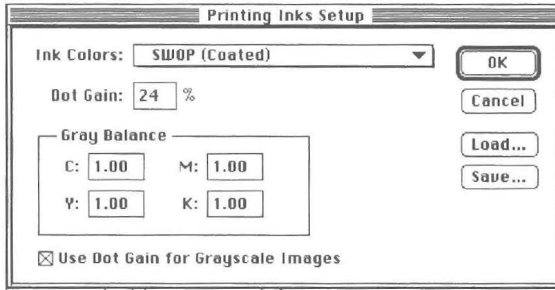 Printing Inks Setup
Ink Colors: SWOP (Coated)
Dot Gain: 24 %
Gray Balance
C: 1.00 M: 1.00
Y: 1.00 K: 1.00
Use Dot Gain for Grayscale Images
OK
Cancel
Load...
Save...